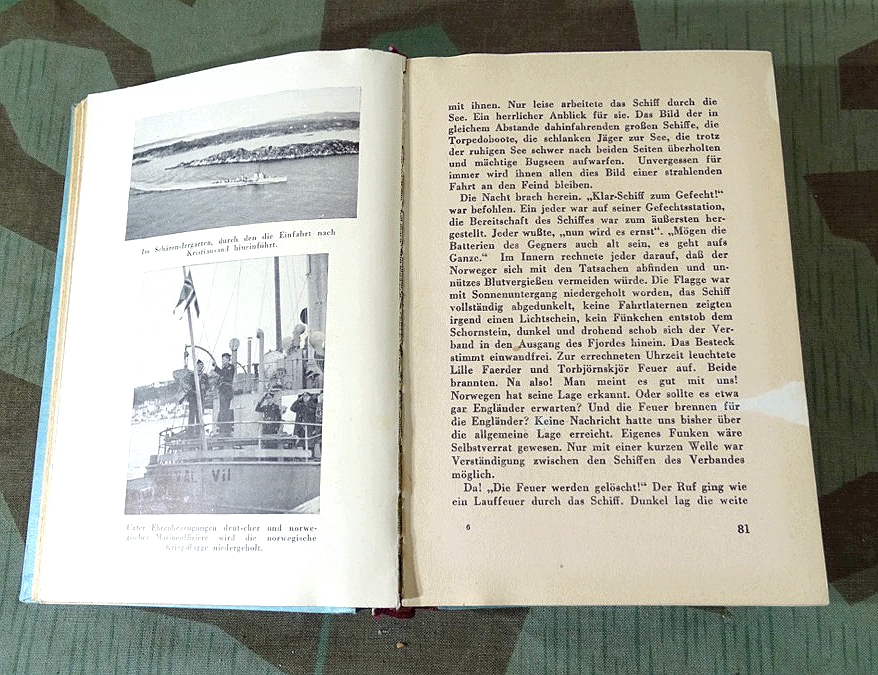 Im Schären-Irrgarten, durch den die Einfahrt nach
Kristiansand hineinführt.
Vil
Unter Ehrenbezeugungen deutscher und norwe-
gischer Marineoffiziere wird die norwegische
Kriegsflagge niedergeholt.
mit ihnen. Nur leise arbeitete das Schiff durch die
See. Ein herrlicher Anblick für sie. Das Bild der in
gleichem Abstande dahinfahrenden großen Schiffe, die
Torpedoboote, die schlanken Jäger zur See, die trotz
der ruhigen See schwer nach beiden Seiten überholten
und mächtige Bugseen aufwarfen. Unvergessen für
immer wird ihnen allen dies Bild einer strahlenden
Fahrt an den Feind bleiben.
Die Nacht brach herein. „Klar-Schiff zum Gefecht!“
war befohlen. Ein jeder war auf seiner Gefechtsstation,
die Bereitschaft des Schiffes war zum äußersten her-
gestellt. Jeder wußte, „nun wird es ernst“. „Mögen die
Batterien des Gegners auch alt sein, es geht aufs
Ganze.“ Im Innern rechnete jeder darauf, daß der
Norweger sich mit den Tatsachen abfinden und un-
nützes Blutvergießen vermeiden würde. Die Flagge war
mit Sonnenuntergang niedergeholt worden, das Schiff
vollständig abgedunkelt, keine Fahrtlaternen zeigten
irgend einen Lichtschein, kein Fünkchen entstob dem
Schornstein, dunkel und drohend schob sich der Ver-
band in den Ausgang des Fjordes hinein. Das Besteck
stimmt einwandfrei. Zur errechneten Uhrzeit leuchtete
Lille Faerder und Torbjörnskjör Feuer auf. Beide
brannten. Na also! Man meint es gut mit uns!
Norwegen hat seine Lage erkannt. Oder sollte es etwa
gar Engländer erwarten? Und die Feuer brennen für
die Engländer? Keine Nachricht hatte uns bisher über
die allgemeine Lage erreicht. Eigenes Funken wäre
Selbstverrat gewesen. Nur mit einer kurzen Welle war
Verständigung zwischen den Schiffen des Verbandes
möglich.
Da! „Die Feuer werden gelöscht!“ Der Ruf ging wie
ein Lauffeuer durch das Schiff. Dunkel lag die weite
6
81